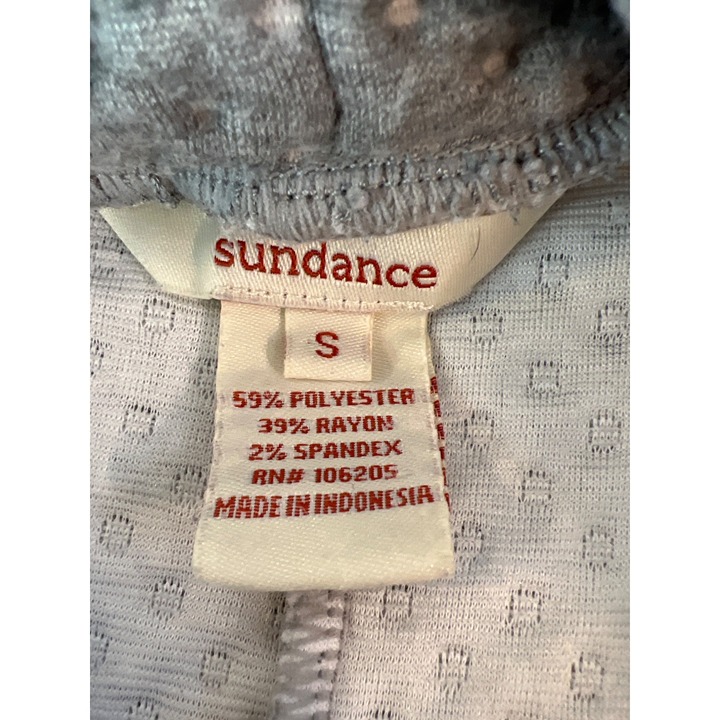 sundance
S
59% POLYESTER
39% RAYON
2% SPANDEX
RN# 106205
MADE IN INDONESIA